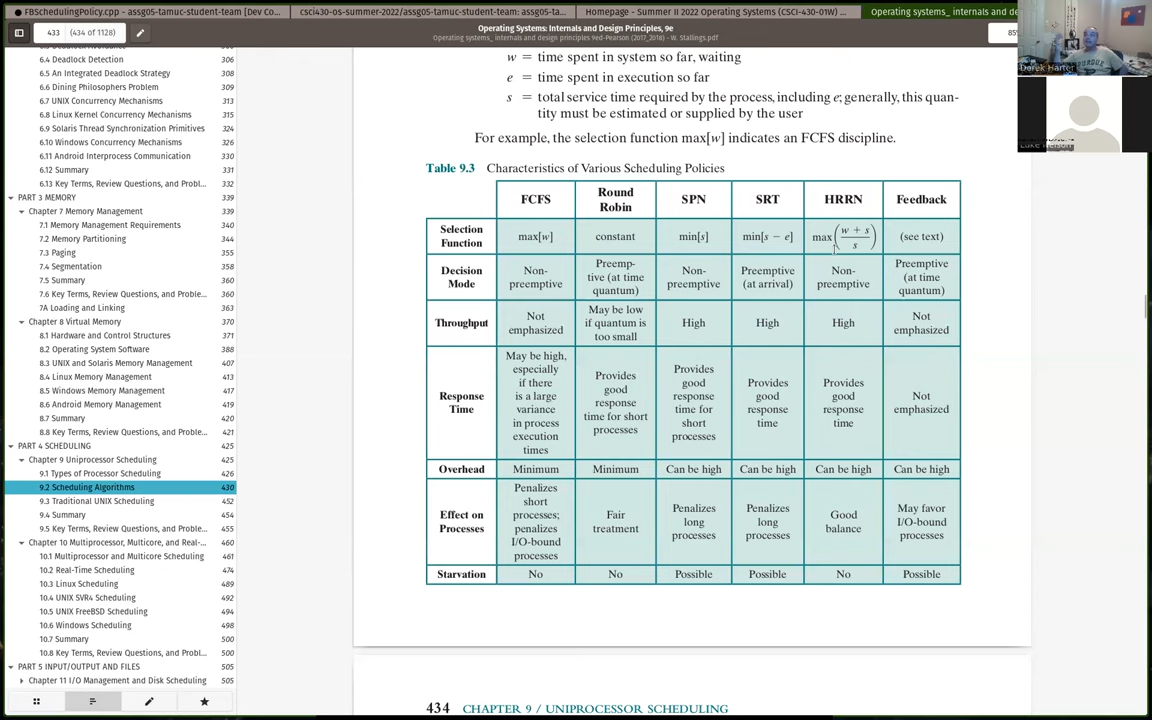 FBSchedulingPolicy.cpp - assg05-tamuc-student-team [Dev Co...
csci430-os-summer-2022/assg05-tamuc-student-team: assg05-ta...
Homepage - Summer II 2022 Operating Systems (CSCI-430-01W) ...
Operating systems_ internals and de
433
(434 of 1128)
Operating Systems: Internals and Design Principles, 9e
Operating systems_ internals and design principles 9ed-Pearson (2017_2018) - W. Stallings.pdf
Derek Harter
6.4 Deadlock Detection 306
6.5 An Integrated Deadlock Strategy 308
6.6 Dining Philosophers Problem 309
6.7 UNIX Concurrency Mechanisms 313
6.8 Linux Kernel Concurrency Mechanisms 315
6.9 Solaris Thread Synchronization Primitives 324
6.10 Windows Concurrency Mechanisms 326
6.11 Android Interprocess Communication 330
6.12 Summary 331
6.13 Key Terms, Review Questions, and Probl... 332
PART 3 MEMORY 339
Chapter 7 Memory Management 339
7.1 Memory Management Requirements 340
7.2 Memory Partitioning 344
7.3 Paging 355
7.4 Segmentation 358
7.5 Summary 360
7.6 Key Terms, Review Questions, and Proble... 360
7A Loading and Linking 363
Chapter 8 Virtual Memory 370
8.1 Hardware and Control Structures 371
8.2 Operating System Software 388
8.3 UNIX and Solaris Memory Management 407
8.4 Linux Memory Management 413
8.5 Windows Memory Management 417
8.6 Android Memory Management 419
8.7 Summary 420
8.8 Key Terms, Review Questions, and Proble... 421
PART 4 SCHEDULING 425
Chapter 9 Uniprocessor Scheduling 425
9.1 Types of Processor Scheduling 426
9.2 Scheduling Algorithms 430
9.3 Traditional UNIX Scheduling 452
9.4 Summary 454
9.5 Key Terms, Review Questions, and Proble... 455
Chapter 10 Multiprocessor, Multicore, and Real-... 460
10.1 Multiprocessor and Multicore Scheduling 461
10.2 Real-Time Scheduling 474
10.3 Linux Scheduling 489
10.4 UNIX SVR4 Scheduling 492
10.5 UNIX FreeBSD Scheduling 494
10.6 Windows Scheduling 498
10.7 Summary 500
10.8 Key Terms, Review Questions, and Probl... 500
PART 5 INPUT/OUTPUT AND FILES 505
Chapter 11 I/O Management and Disk Scheduling 505
w = time spent in system so far, waiting
e = time spent in execution so far
s = total service time required by the process, including e; generally, this quan-
tity must be estimated or supplied by the user
For example, the selection function max[w] indicates an FCFS discipline.
Table 9.3 Characteristics of Various Scheduling Policies
FCFS Round Robin SPN SRT HRRN Feedback
Selection Function max[w] constant min[s] min[s − e] max((w + s)/s) (see text)
Decision Mode Non-preemptive Preemp-tive (at time quantum) Non-preemptive Preemptive (at arrival) Non-preemptive Preemptive (at time quantum)
Throughput Not emphasized May be low if quantum is too small High High High Not emphasized
Response Time May be high, especially if there is a large variance in process execution times Provides good response time for short processes Provides good response time for short processes Provides good response time Provides good response time Not emphasized
Overhead Minimum Minimum Can be high Can be high Can be high Can be high
Effect on Processes Penalizes short processes; penalizes I/O-bound processes Fair treatment Penalizes long processes Penalizes long processes Good balance May favor I/O-bound processes
Starvation No No Possible Possible No Possible
434 CHAPTER 9 / UNIPROCESSOR SCHEDULING